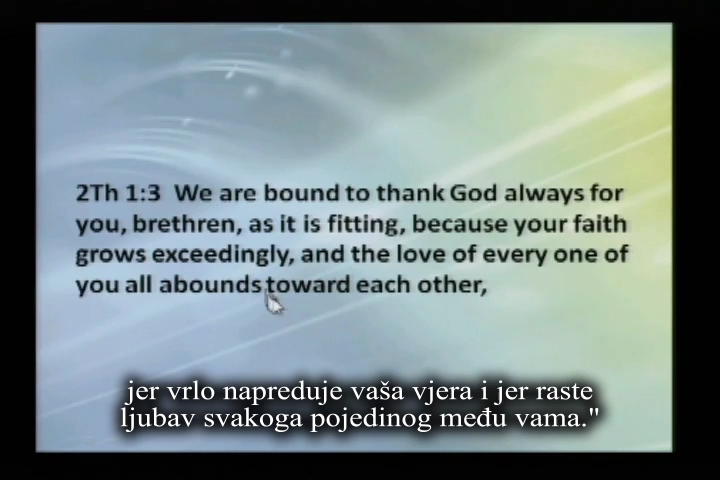 2Th 1:3  We are bound to thank God always for
you, brethren, as it is fitting, because your faith
grows exceedingly, and the love of every one of
you all abounds toward each other,
jer vrlo napreduje vaša vjera i jer raste
ljubav svakoga pojedinog među vama."